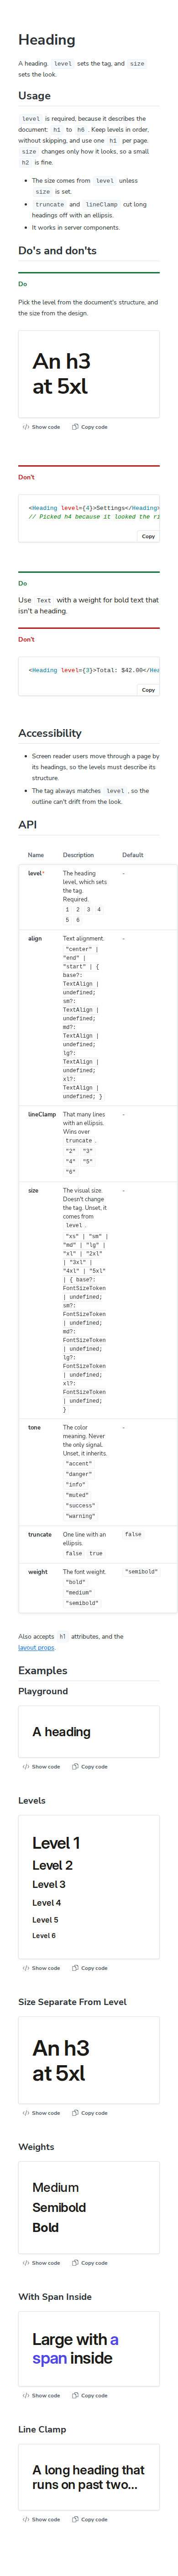 Heading
A heading. level sets the tag, and size
sets the look.
Usage
level is required, because it describes the
document: h1 to h6. Keep levels in order,
without skipping, and use one h1 per page.
size changes only how it looks, so a small
h2 is fine.
The size comes from level unless
size is set.
truncate and lineClamp cut long
headings off with an ellipsis.
It works in server components.
Do's and don'ts
Do
Pick the level from the document's structure, and
the size from the design.
An h3
at 5xl
Show code Copy code
Don't
<Heading level={4}>Settings</Heading>
// Picked h4 because it looked the ri
Copy
Do
Use Text with a weight for bold text that
isn't a heading.
Don't
<Heading level={3}>Total: $42.00</Hea
Copy
Accessibility
Screen reader users move through a page by
its headings, so the levels must describe its
structure.
The tag always matches level, so the
outline can't drift from the look.
API
Name Description Default
level* The heading -
level, which
sets the tag.
Required.
1 2 3 4
5 6
align Text alignment. -
"center" |
"end" |
"start" | {
base?:
TextAlign |
undefined;
sm?:
TextAlign |
undefined;
md?:
TextAlign |
undefined;
lg?:
TextAlign |
undefined;
xl?:
TextAlign |
undefined; }
lineClamp That many lines -
with an ellipsis.
Wins over
truncate.
"2" "3"
"4" "5"
"6"
size The visual size. -
Doesn't change
the tag. Unset, it
comes from
level.
"xs" | "sm" |
"md" | "lg" |
"xl" | "2xl"
| "3xl" |
"4xl" | "5xl"
| { base?:
FontSizeToken
| undefined;
sm?:
FontSizeToken
| undefined;
md?:
FontSizeToken
| undefined;
lg?:
FontSizeToken
| undefined;
xl?:
FontSizeToken
| undefined;
}
tone The color -
meaning. Never
the only signal.
Unset, it inherits.
"accent"
"danger"
"info"
"muted"
"success"
"warning"
truncate One line with an false
ellipsis.
false true
weight The font weight. "semibold"
"bold"
"medium"
"semibold"
Also accepts h1 attributes, and the
layout props.
Examples
Playground
A heading
Show code Copy code
Levels
Level 1
Level 2
Level 3
Level 4
Level 5
Level 6
Show code Copy code
Size Separate From Level
An h3
at 5xl
Show code Copy code
Weights
Medium
Semibold
Bold
Show code Copy code
With Span Inside
Large with a
span inside
Show code Copy code
Line Clamp
A long heading that
runs on past two...
Show code Copy code